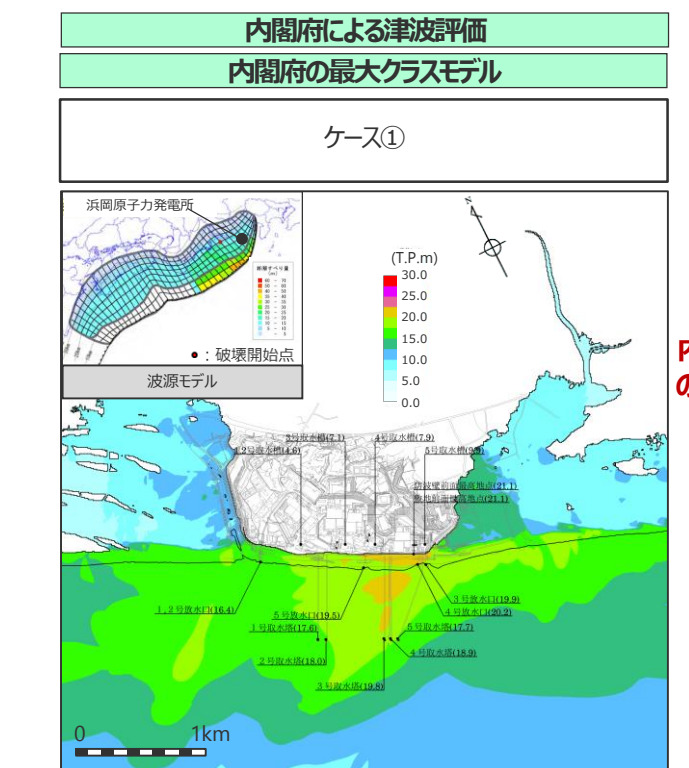 内閣府による津波評価
内閣府の最大クラスモデル
ケース①
浜岡原子力発電所
N
断層すべり量
(m)
●：破壊開始点
波源モデル
(T.P.m)
30.0
25.0
20.0
15.0
10.0
5.0
0.0
3号取水槽(7.1)
4号取水槽(7.9)
1,2号取水槽(4.6)
5号取水槽(9.9)
防波壁前面最高地点(21.1)
敷地前面最高地点(21.1)
3号放水口(19.9)
1,2号放水口(16.4)
5号放水口(19.5)
4号放水口(20.2)
1号取水塔(17.6)
5号取水塔(17.7)
4号取水塔(18.9)
2号取水塔(18.0)
3号取水塔(19.8)
0
1km